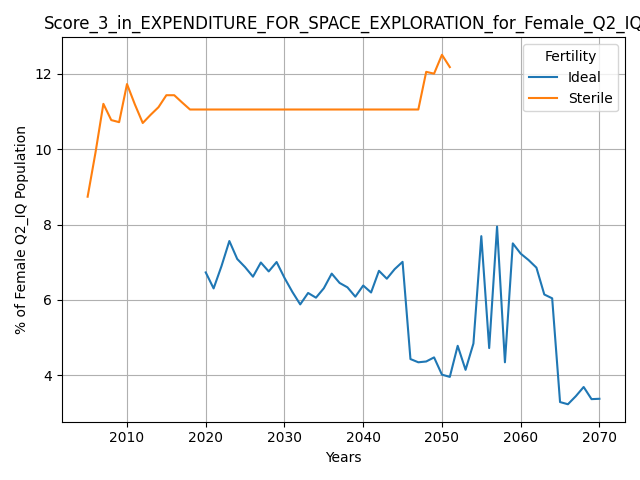 Score_3_in_EXPENDITURE_FOR_SPACE_EXPLORATION_for_Female_Q2_IQ
Fertility
Ideal
Sterile
% of Female Q2_IQ Population
12
10
8
6
4
2010 2020 2030 2040 2050 2060 2070
Years